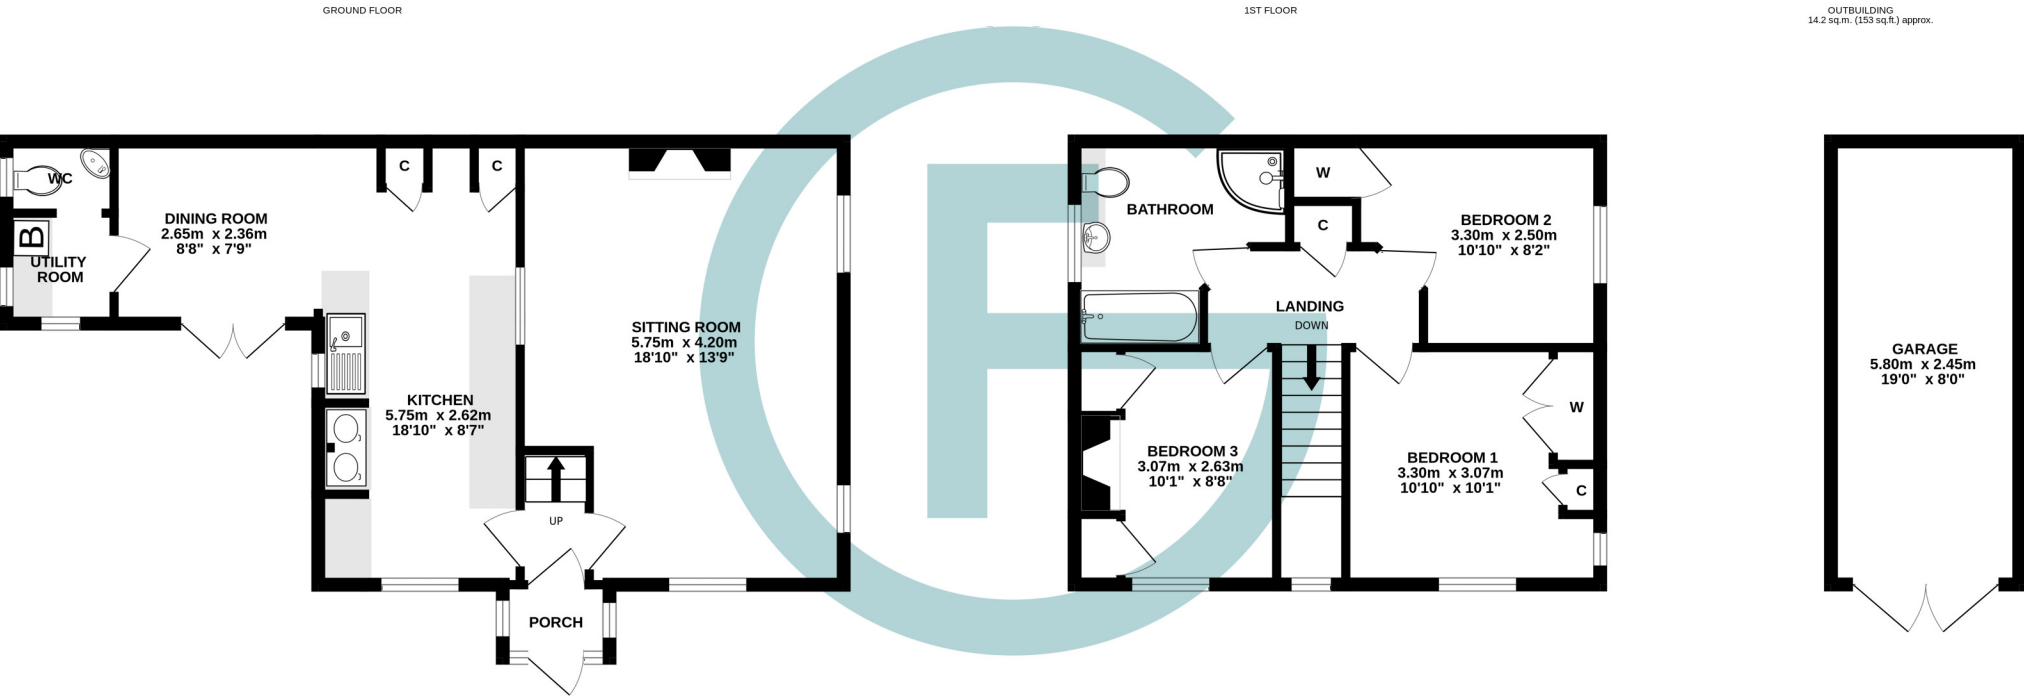 GROUND FLOOR
WC
B
UTILITY
ROOM
DINING ROOM
2.65m x 2.36m
8'8" x 7'9"
C
C
KITCHEN
5.75m x 2.62m
18'10" x 8'7"
SITTING ROOM
5.75m x 4.20m
18'10" x 13'9"
UP
PORCH
1ST FLOOR
BATHROOM
W
C
BEDROOM 2
3.30m x 2.50m
10'10" x 8'2"
LANDING
DOWN
BEDROOM 3
3.07m x 2.63m
10'1" x 8'8"
BEDROOM 1
3.30m x 3.07m
10'10" x 10'1"
W
C
OUTBUILDING
14.2 sq.m. (153 sq.ft.) approx.
GARAGE
5.80m x 2.45m
19'0" x 8'0"